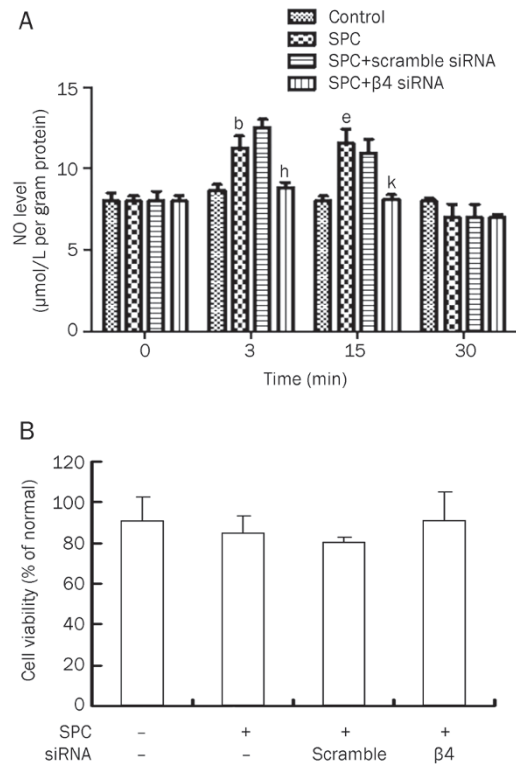 A
Control
SPC
SPC+scramble siRNA
SPC+β4 siRNA
NO level
(μmol/L per gram protein)
15
10
5
0
b
h
e
k
0 3 15 30
Time (min)
B
Cell viability (% of normal)
120
100
80
60
40
20
0
SPC – + + +
siRNA – – Scramble β4